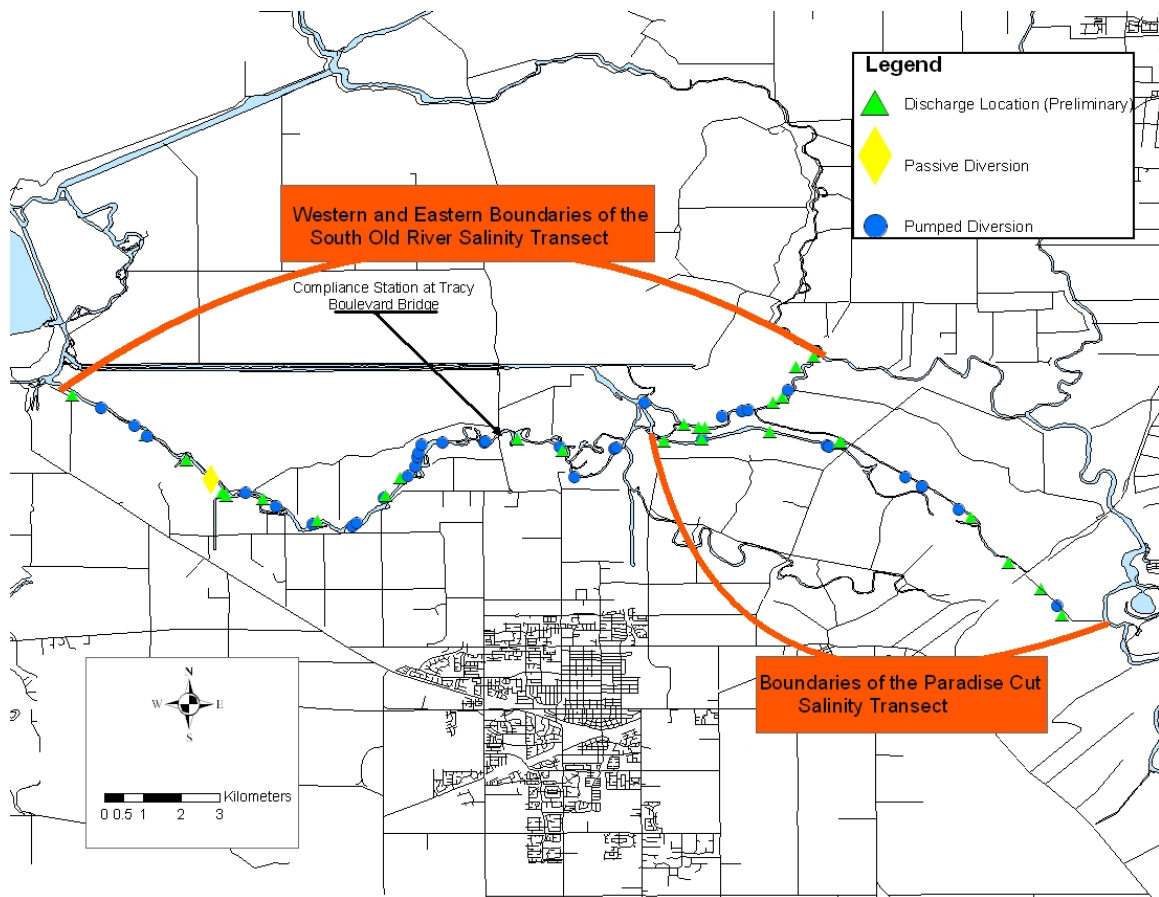 Legend
Discharge Location (Preliminary)
Passive Diversion
Pumped Diversion
Western and Eastern Boundaries of the
South Old River Salinity Transect
Compliance Station at Tracy
Boulevard Bridge
Boundaries of the Paradise Cut
Salinity Transect
N
W E
S
Kilometers
0 0.5 1 2 3